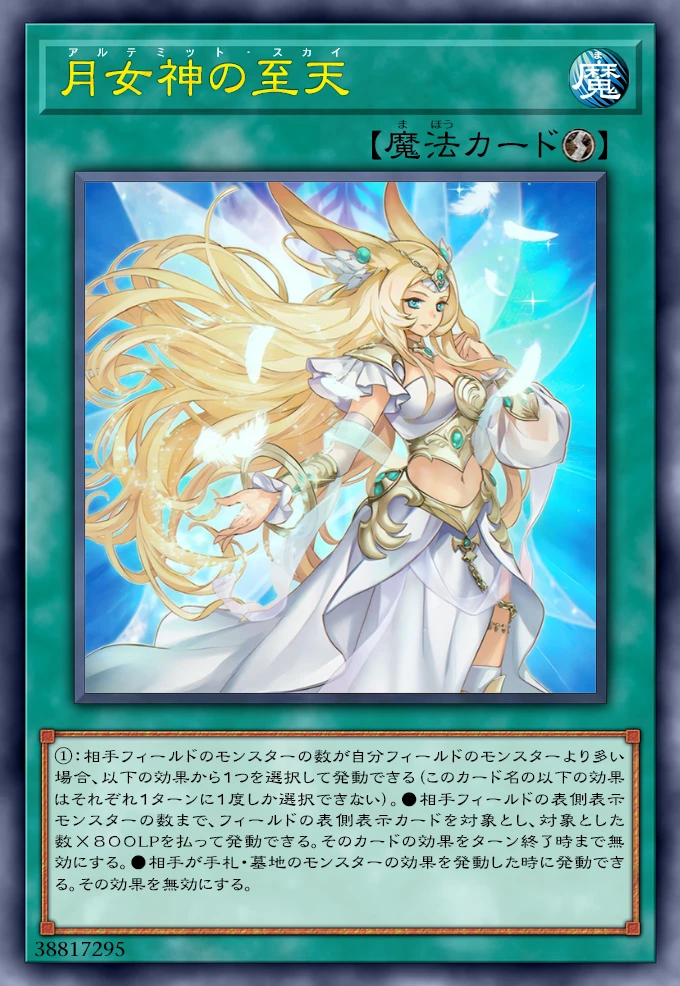 アルテミット・スカイ
月女神の至天
ま
魔
ま ほう
【魔法カード】
①：相手フィールドのモンスターの数が自分フィールドのモンスターより多い
場合、以下の効果から1つを選択して発動できる（このカード名の以下の効果
はそれぞれ1ターンに1度しか選択できない）。●相手フィールドの表側表示
モンスターの数まで、フィールドの表側表示カードを対象とし、対象とした
数×800LPを払って発動できる。そのカードの効果をターン終了時まで無
効にする。●相手が手札・墓地のモンスターの効果を発動した時に発動でき
る。その効果を無効にする。
38817295